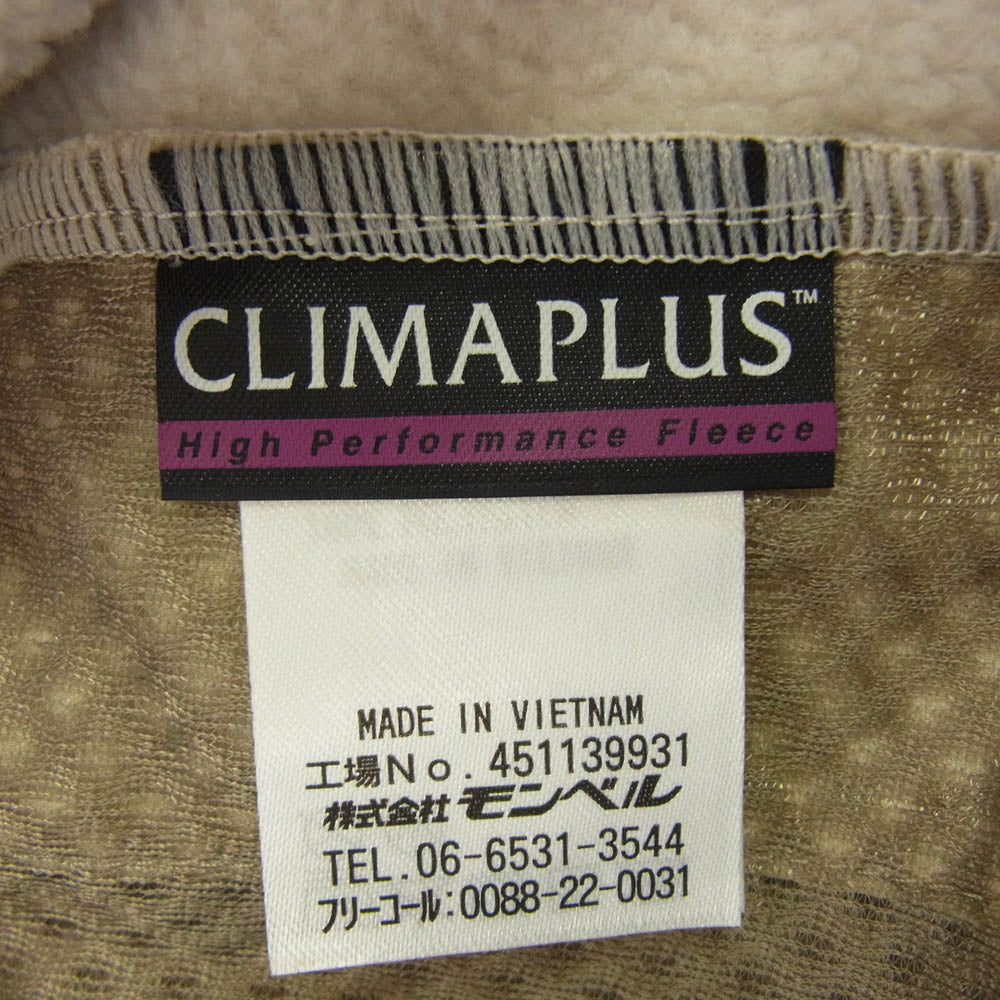 CLIMAPLUS™
High Performance Fleece
MADE IN VIETNAM
工場No. 451139931
株式会社 モンベル
TEL.06-6531-3544
フリーコール:0088-22-0031